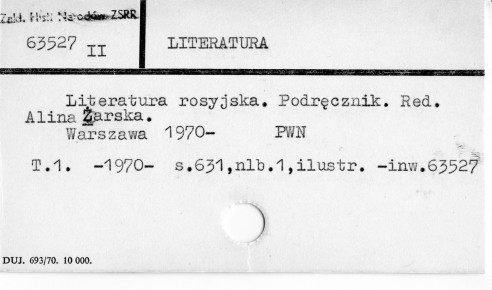 Zakł. Hist. Narodów ZSRR
63527 II
LITERATURA
Literatura rosyjska. Podręcznik. Red.
Alina Żarska.
Warszawa 1970- PWN
T.1. -1970- s.631,nlb.1,ilustr. -inw.63527
DUJ. 693/70. 10 000.